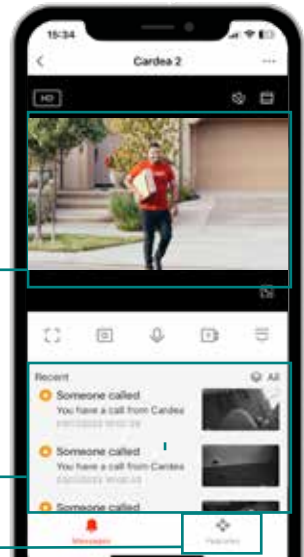 15:34
Cardea 2
HD
Recent
All
Someone called
You have a call from Cardea
Someone called
You have a call from Cardea
Someone called
Messages
Features